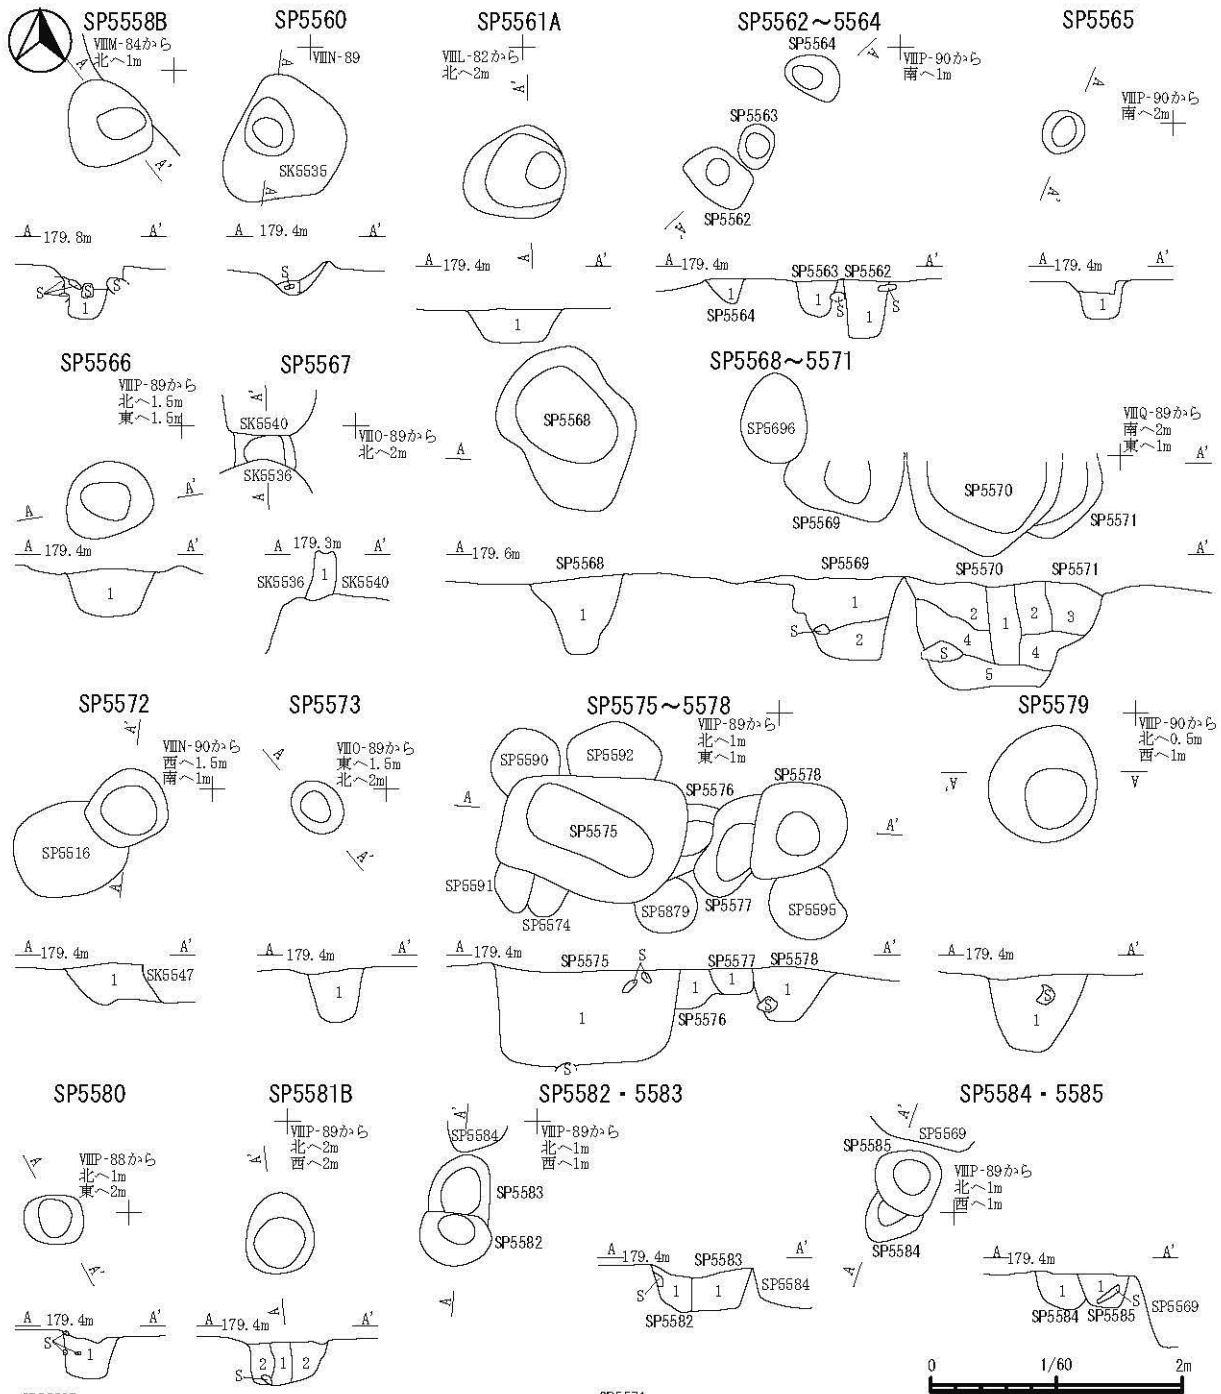 SP5558B
ⅧM-84から
北へ1m
A
A'
A 179.8m A'
S
S
1
SP5560
ⅧN-89
A
SK5535
A
A 179.4m A'
S
SP5561A
ⅧL-82から
北へ2m
A'
A
A 179.4m A'
1
SP5562～5564
SP5564
A
ⅧP-90から
南へ1m
SP5563
SP5562
A'
A 179.4m A'
SP5563 SP5562
1
SP5564
1
S
1
S
SP5565
A
ⅧP-90から
南へ2m
A'
A 179.4m A'
1
SP5566
ⅧP-89から
北へ1.5m
東へ1.5m
A
A'
A 179.4m A'
1
SP5567
A'
SK5540
ⅧO-89から
北へ2m
SK5536
A
A 179.3m A'
SK5536
1
SK5540
SP5568～5571
SP5568
SP5696
ⅧQ-89から
南へ2m
東へ1m
A
A'
SP5569
SP5570
SP5571
A 179.6m A'
SP5568
SP5569
SP5570
SP5571
1
1
S
2
2
1
2
3
4
S
4
5
SP5572
A'
ⅧN-90から
西へ1.5m
南へ1m
SP5516
A
A 179.4m A'
1
SK5547
SP5573
A
ⅧO-89から
東へ1.5m
北へ2m
A'
A 179.4m A'
1
SP5575～5578
ⅧP-89から
北へ1m
東へ1m
SP5590
SP5592
SP5576
SP5578
A
SP5575
A'
SP5591
SP5574
SP5879
SP5577
SP5595
A 179.4m A'
SP5575
S
SP5577
SP5578
1
1
1
S
1
SP5576
S
SP5579
ⅧP-90から
北へ0.5m
西へ1m
A'
A
A 179.4m A'
S
1
SP5580
A
ⅧP-88から
北へ1m
東へ2m
A'
A 179.4m A'
S
1
SP5581B
ⅧP-89から
北へ2m
西へ2m
A'
A
A 179.4m A'
2
1
2
S
SP5582・5583
A'
SP5584
ⅧP-89から
北へ1m
西へ1m
SP5583
SP5582
A
A 179.4m A'
SP5583
S
1
1
SP5584
SP5582
SP5584・5585
A'
SP5569
SP5585
ⅧP-89から
北へ1m
西へ1m
SP5584
A
A 179.4m A'
1
1
S
SP5584
SP5585
SP5569
0 1/60 2m